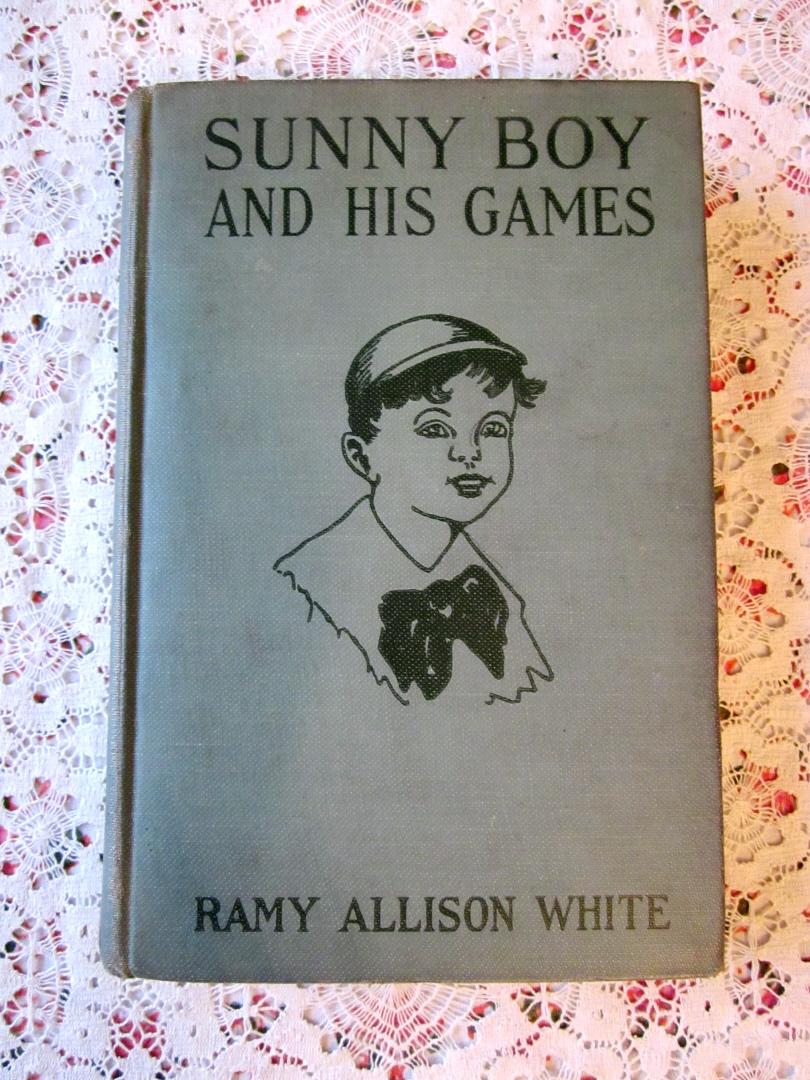 SUNNY BOY
AND HIS GAMES
RAMY ALLISON WHITE